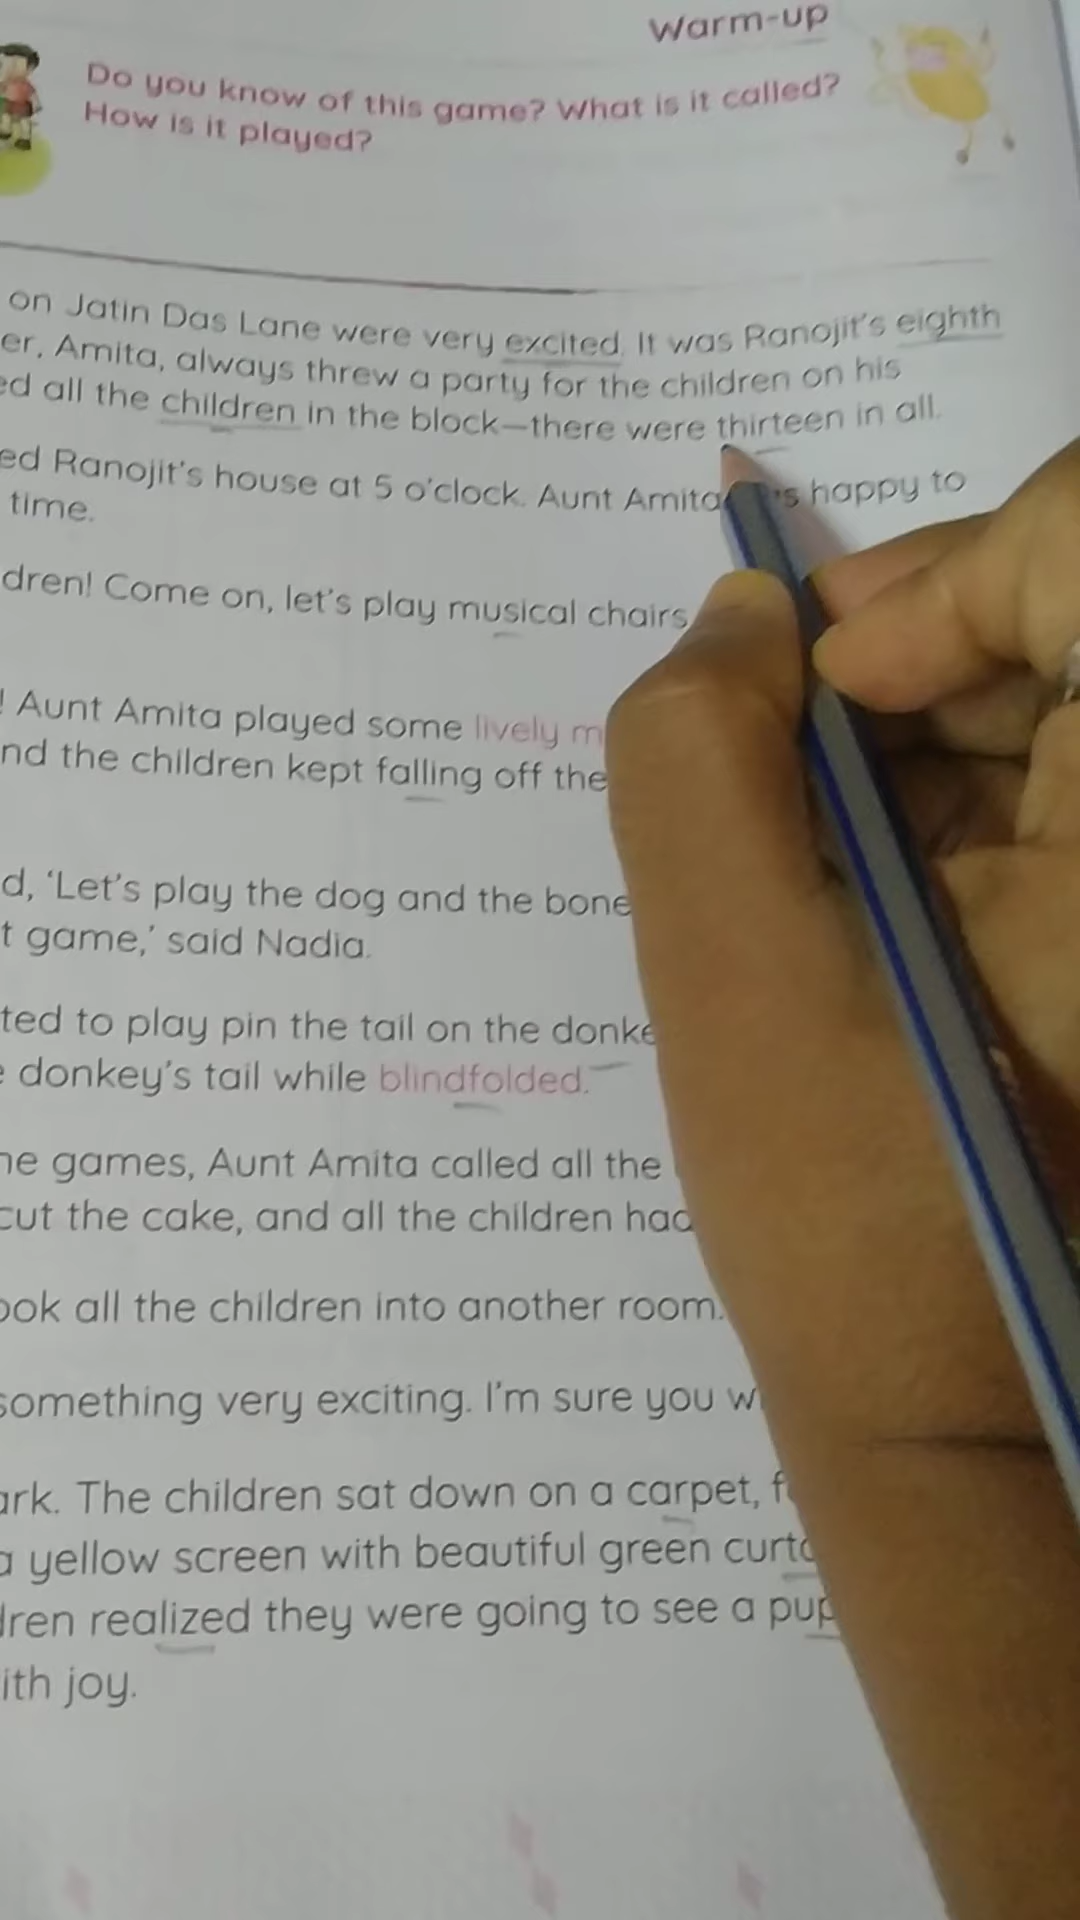 Warm-up
Do you know of this game? What is it called?
How is it played?
on Jatin Das Lane were very excited. It was Ranojit's eighth
er, Amita, always threw a party for the children on his
ed all the children in the block—there were thirteen in all.
ed Ranojit's house at 5 o'clock. Aunt Amita happy to
time.
dren! Come on, let's play musical chairs
! Aunt Amita played some lively m
nd the children kept falling off the
d, 'Let's play the dog and the bone
t game,' said Nadia.
ted to play pin the tail on the donke
donkey's tail while blindfolded.
he games, Aunt Amita called all the
cut the cake, and all the children had
ook all the children into another room.
something very exciting. I'm sure you w
ark. The children sat down on a carpet, f
a yellow screen with beautiful green curta
dren realized they were going to see a pup
ith joy.